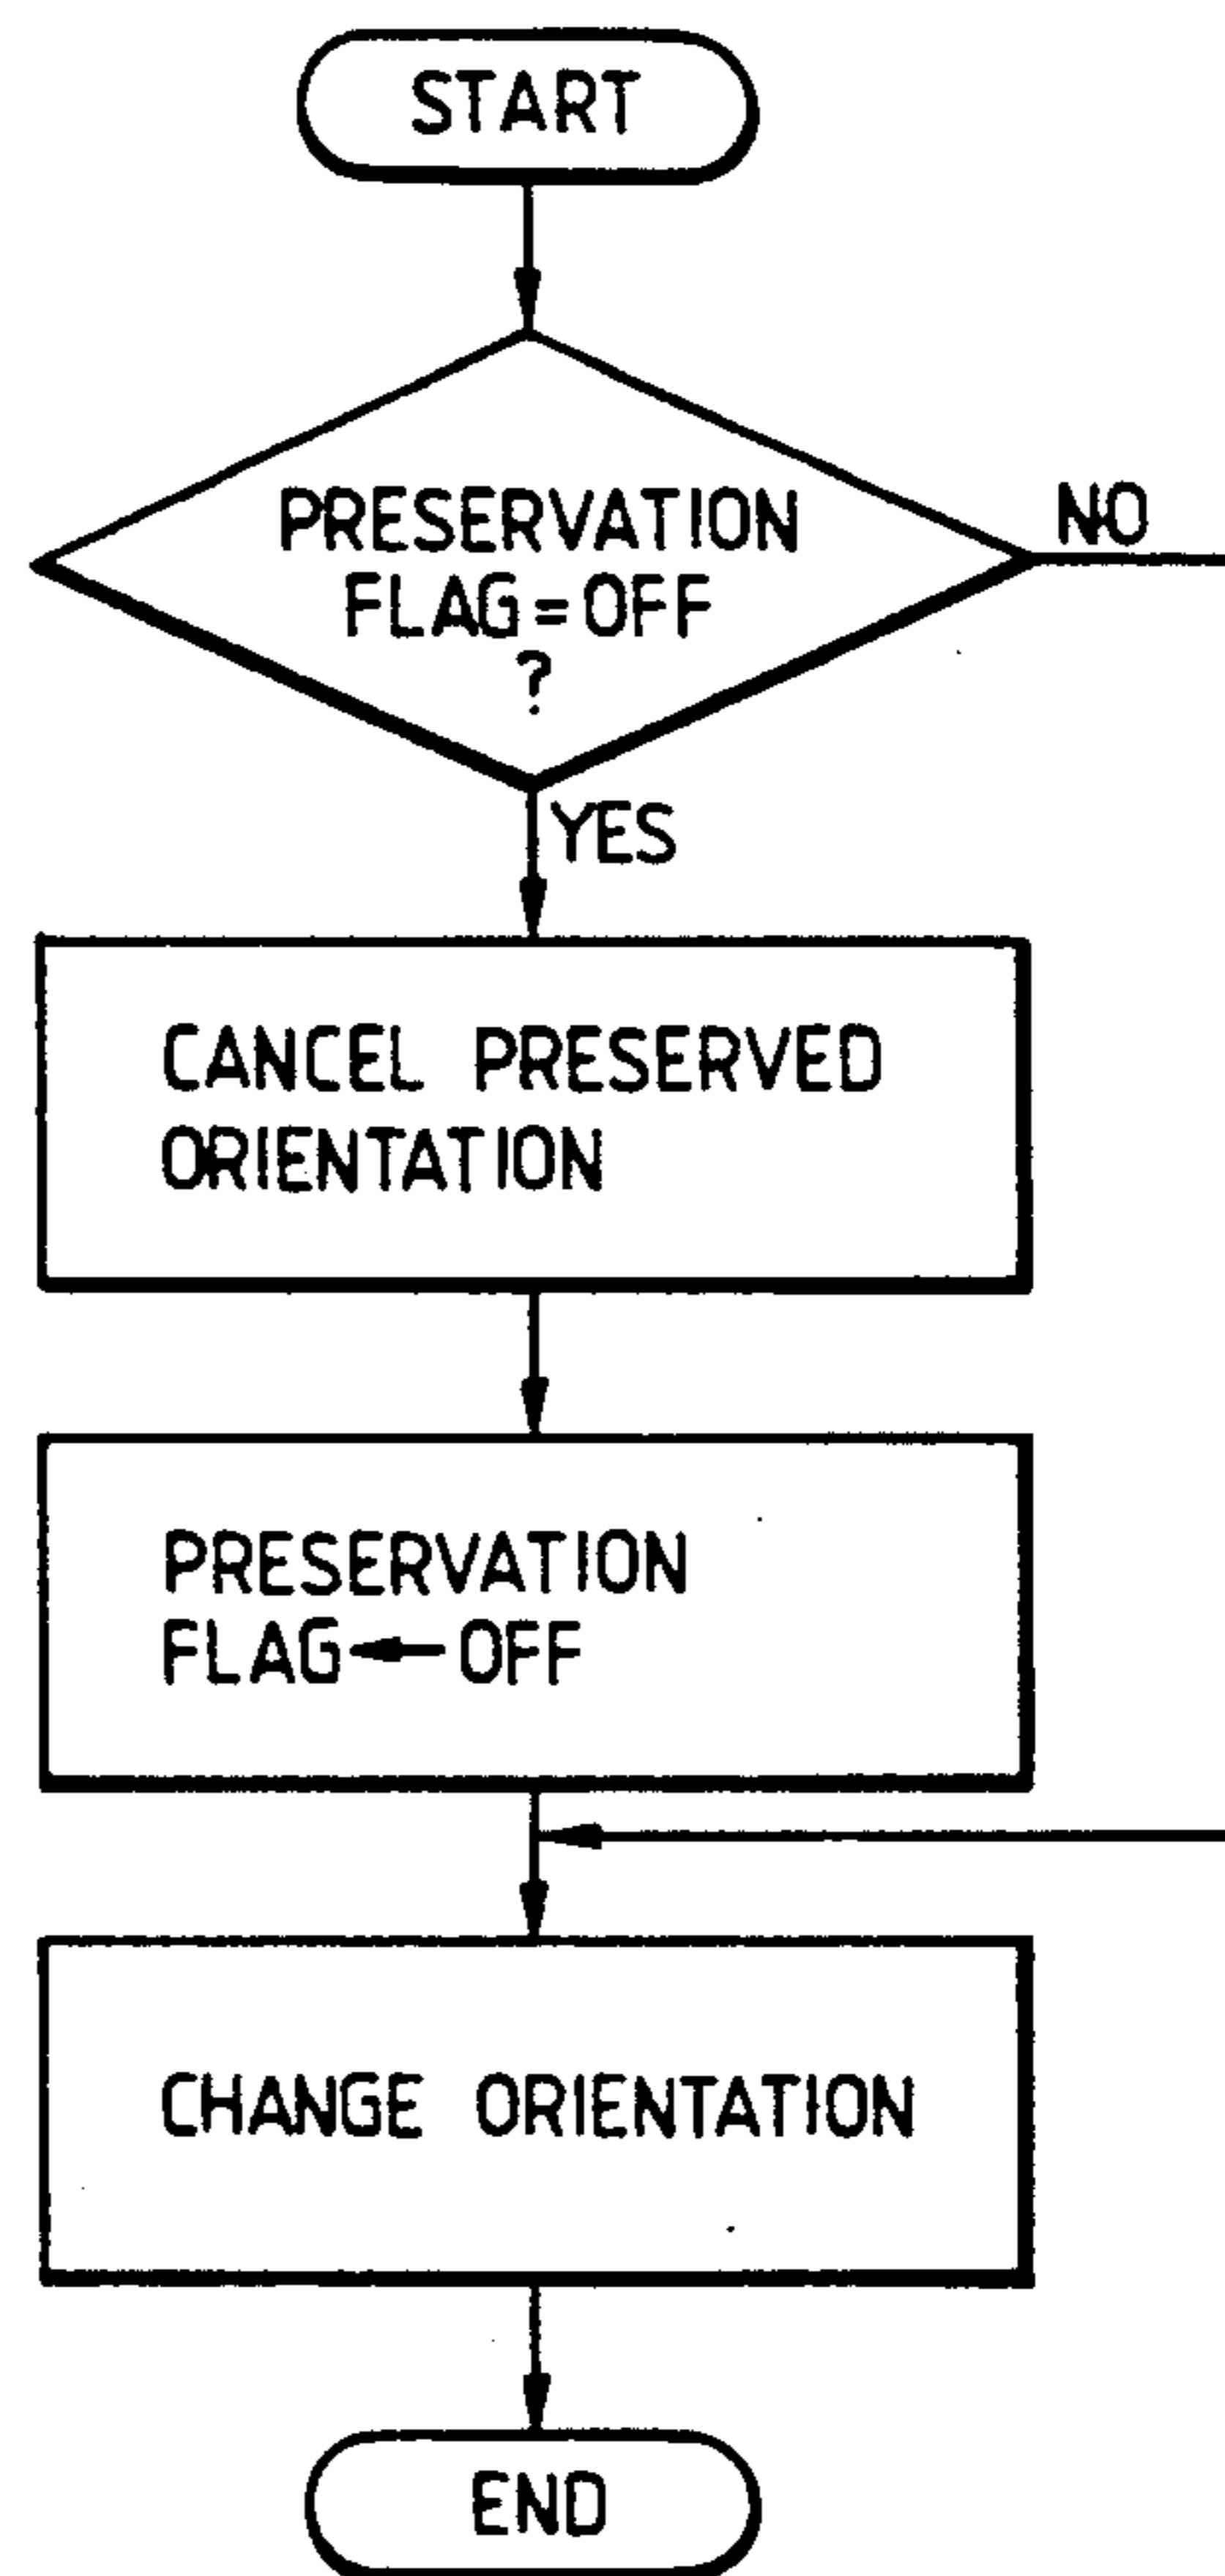 START
PRESERVATION
FLAG = OFF
?
NO
YES
CANCEL PRESERVED
ORIENTATION
PRESERVATION
FLAG ← OFF
CHANGE ORIENTATION
END